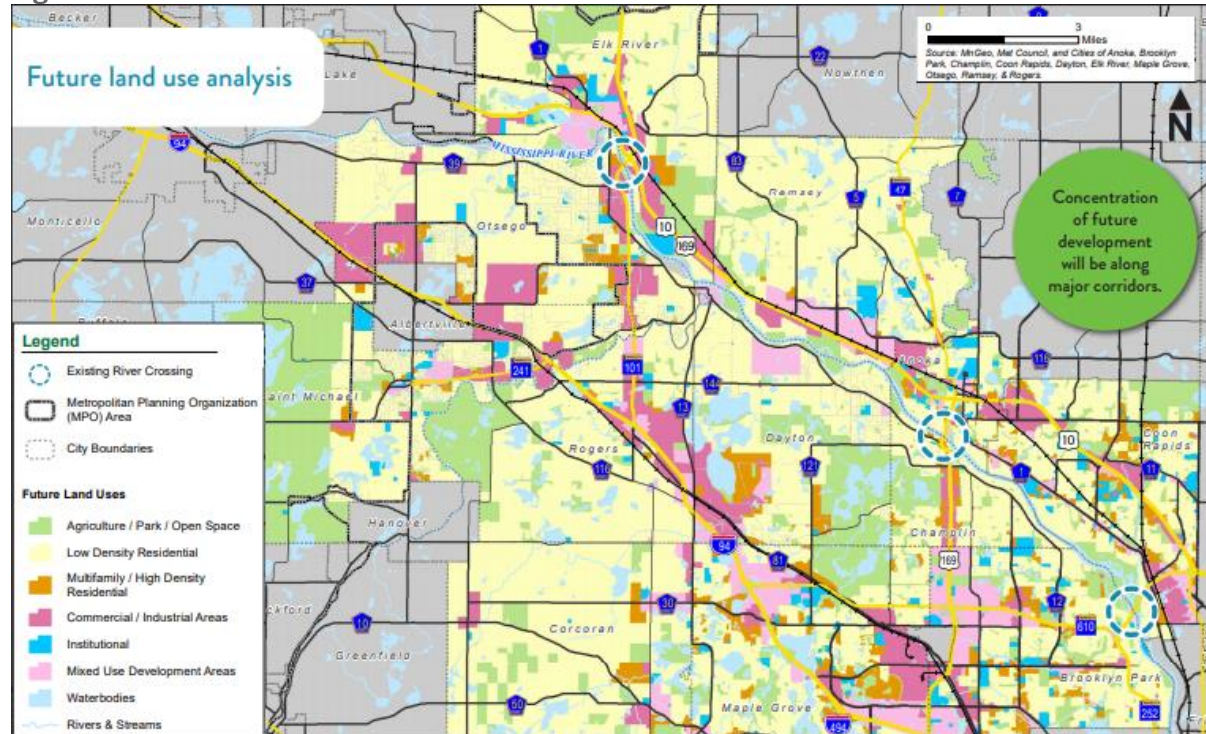 Future land use analysis
0 3
Miles
Source: MnGeo, Met Council, and Cities of Anoka, Brooklyn
Park, Champlin, Coon Rapids, Dayton, Elk River, Maple Grove,
Otsego, Ramsey, & Rogers.
N
Concentration
of future
development
will be along
major corridors.
Becker
Lake
Elk River
Nowthen
1
22
94
39
MISSISSIPPI RIVER
83
Ramsey
5
47
7
Monticello
Otsego
10
169
37
Albertville
241
101
Anoka
116
144
13
Saint Michael
Rogers
116
Dayton
121
10
Coon
Rapids
11
1
Hanover
94
81
Champlin
169
30
12
610
10
Greenfield
Corcoran
50
Maple Grove
494
Brooklyn Park
252
Legend
Existing River Crossing
Metropolitan Planning Organization
(MPO) Area
City Boundaries
Future Land Uses
Agriculture / Park / Open Space
Low Density Residential
Multifamily / High Density
Residential
Commercial / Industrial Areas
Institutional
Mixed Use Development Areas
Waterbodies
Rivers & Streams